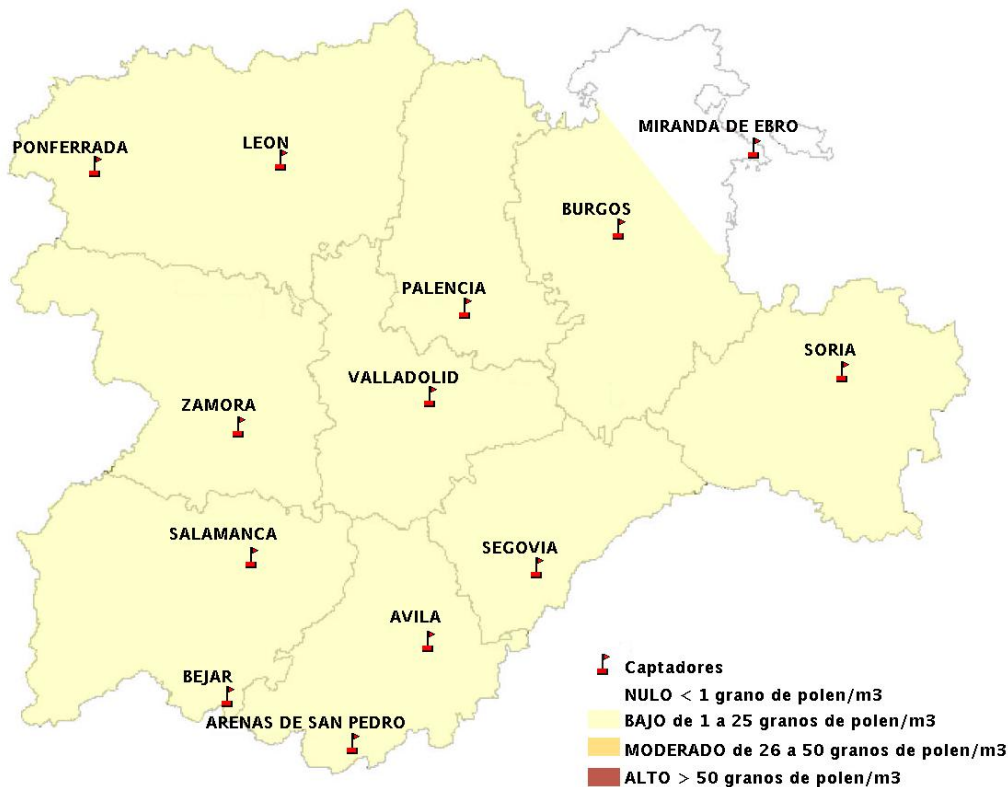 MIRANDA DE EBRO
PONFERRADA
LEON
BURGOS
PALENCIA
SORIA
VALLADOLID
ZAMORA
SALAMANCA
SEGOVIA
AVILA
BEJAR
ARENAS DE SAN PEDRO
Captadores
NULO < 1 grano de polen/m3
BAJO de 1 a 25 granos de polen/m3
MODERADO de 26 a 50 granos de polen/m3
ALTO > 50 granos de polen/m3